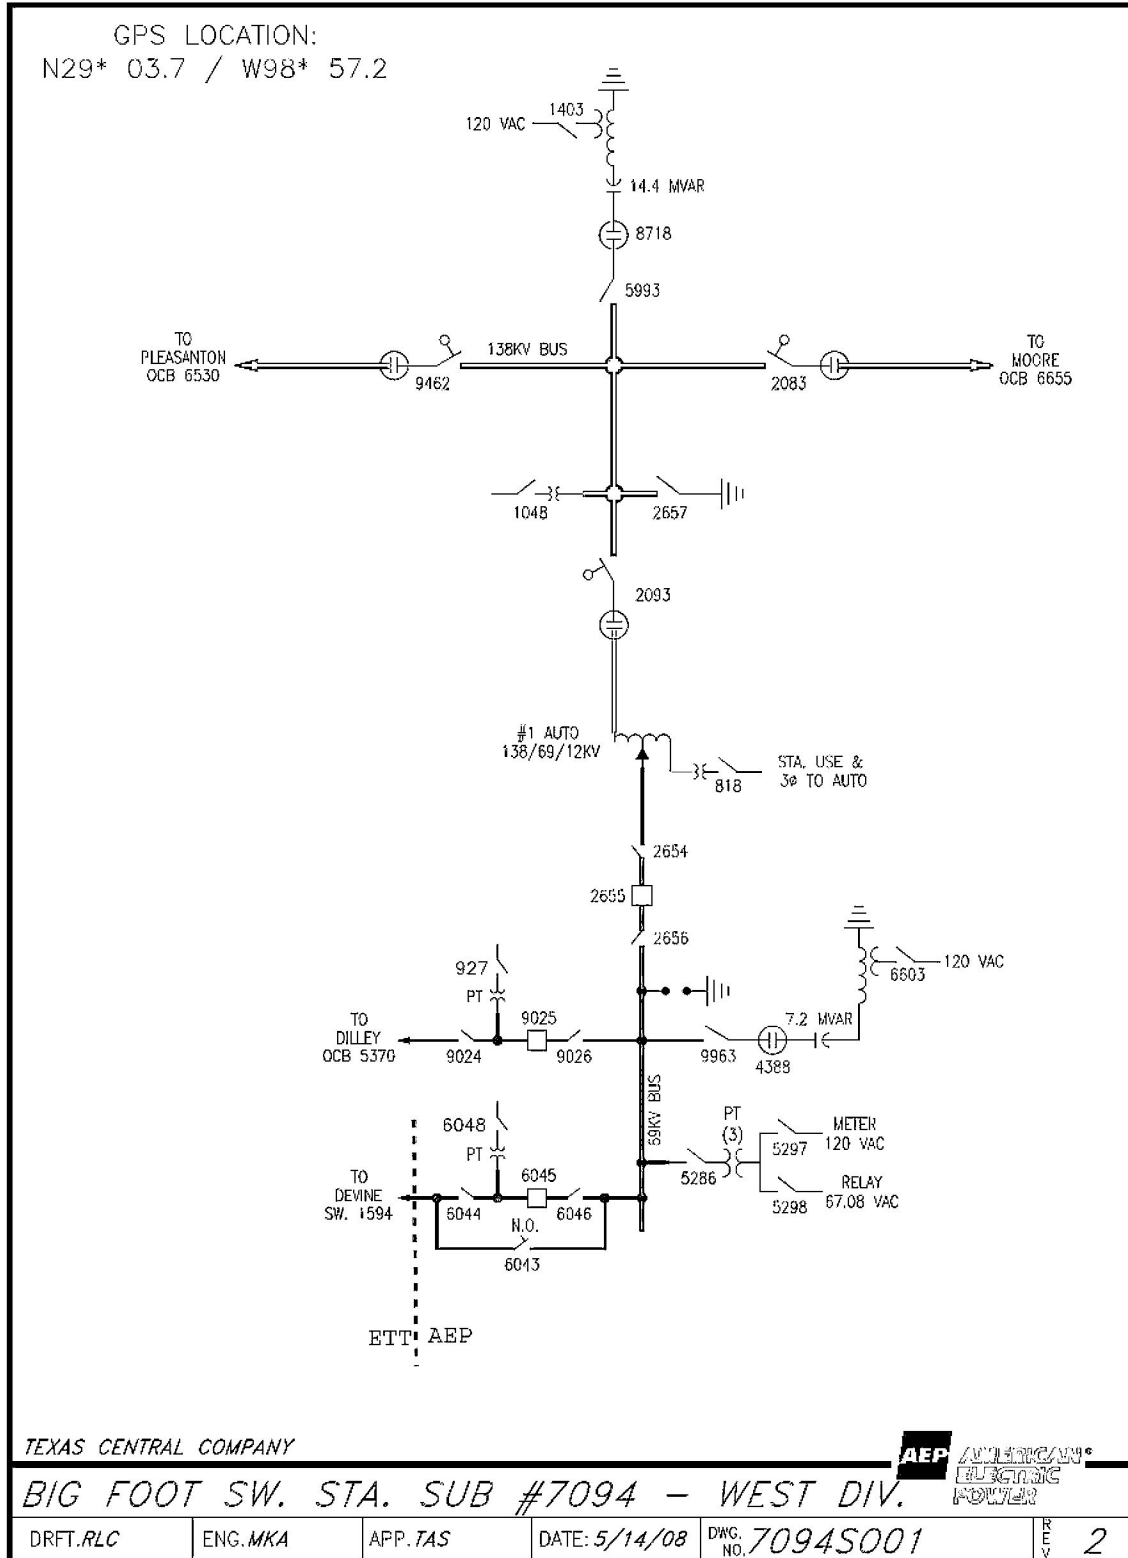 GPS LOCATION:
N29* 03.7 / W98* 57.2
1403
120 VAC
14.4 MVAR
8718
5993
TO
PLEASANTON
OCB 6530
9462
138KV BUS
2083
TO
MOORE
OCB 6655
1048
2657
2093
#1 AUTO
138/69/12KV
818
STA. USE &
3ø TO AUTO
2654
2655
2656
927
PT
6603
120 VAC
TO
DILLEY
OCB 5370
9024
9025
9026
9963
4388
7.2 MVAR
69KV BUS
6048
PT
PT
(3)
5286
5297
METER
120 VAC
5298
RELAY
67.08 VAC
TO
DEVINE
SW. 1594
6044
6045
6046
N.O.
6043
ETT
AEP
TEXAS CENTRAL COMPANY
AEP AMERICAN®
ELECTRIC
POWER
BIG FOOT SW. STA. SUB #7094 - WEST DIV.
DRFT.RLC
ENG.MKA
APP.TAS
DATE: 5/14/08
DWG. NO. 7094S001
REV 2